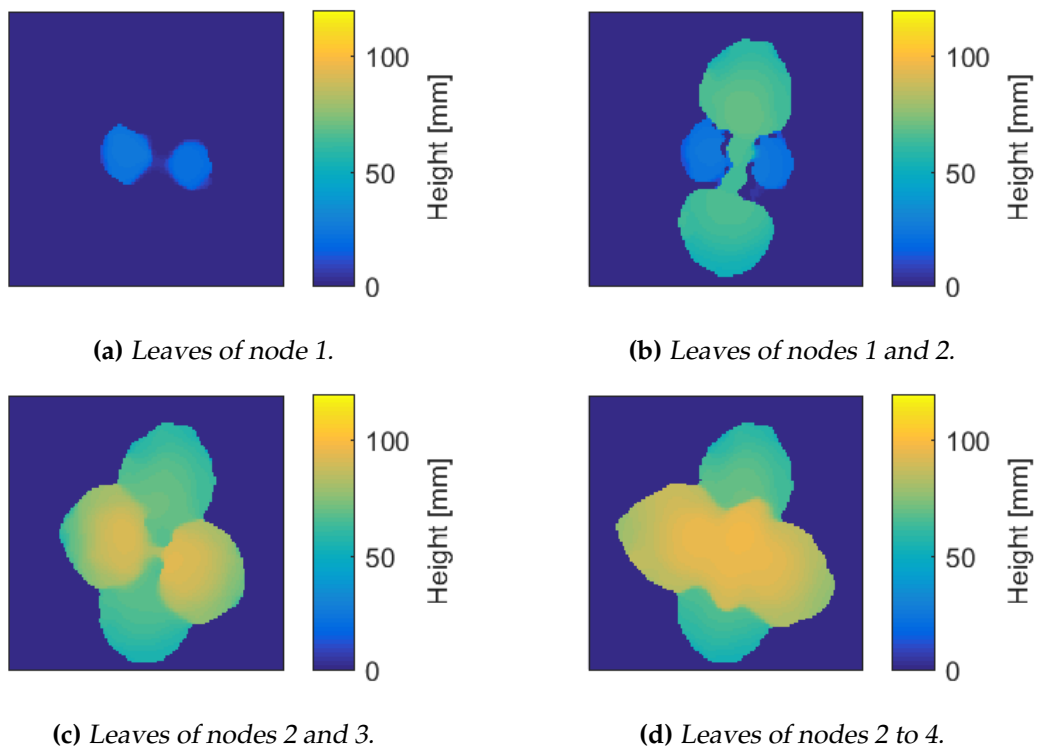 100
50
0
Height [mm]
100
50
0
Height [mm]
(a) Leaves of node 1.
(b) Leaves of nodes 1 and 2.
100
50
0
Height [mm]
100
50
0
Height [mm]
(c) Leaves of nodes 2 and 3.
(d) Leaves of nodes 2 to 4.